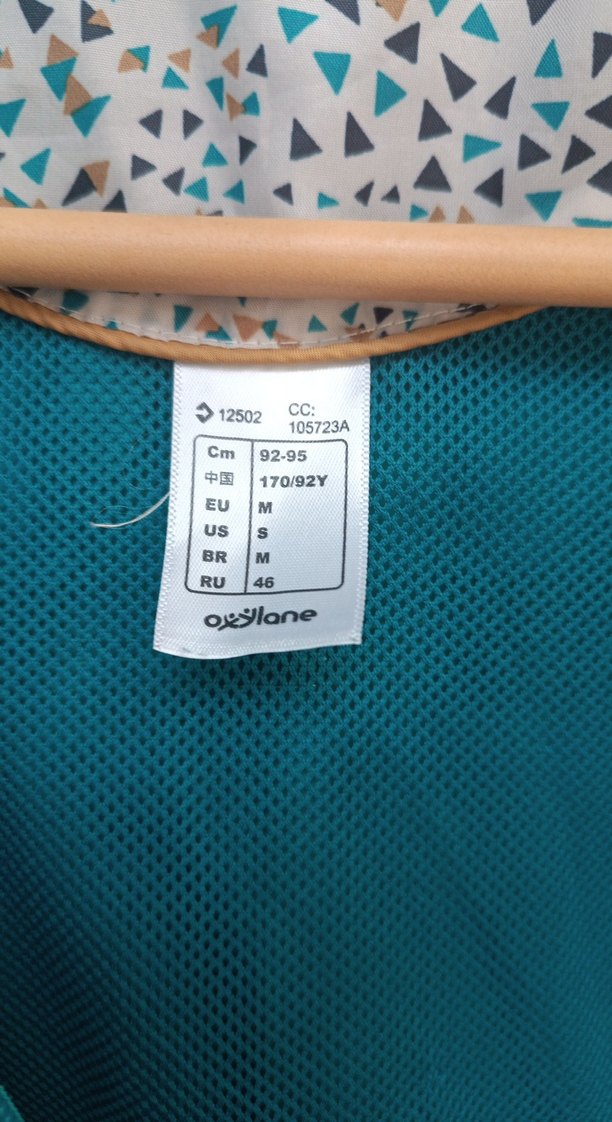 12502 CC:
105723A
Cm 92-95
中国 170/92Y
EU M
US S
BR M
RU 46
oxylane